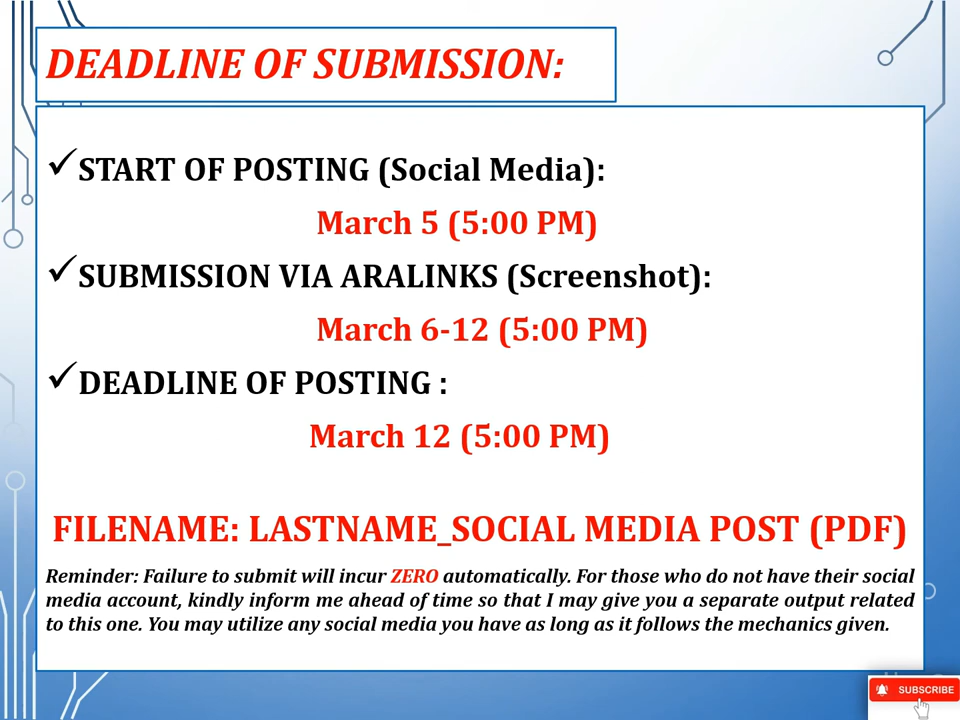 DEADLINE OF SUBMISSION:
START OF POSTING (Social Media):
March 5 (5:00 PM)
SUBMISSION VIA ARALINKS (Screenshot):
March 6-12 (5:00 PM)
DEADLINE OF POSTING :
March 12 (5:00 PM)
FILENAME: LASTNAME_SOCIAL MEDIA POST (PDF)
Reminder: Failure to submit will incur ZERO automatically. For those who do not have their social
media account, kindly inform me ahead of time so that I may give you a separate output related
to this one. You may utilize any social media you have as long as it follows the mechanics given.
SUBSCRIBE